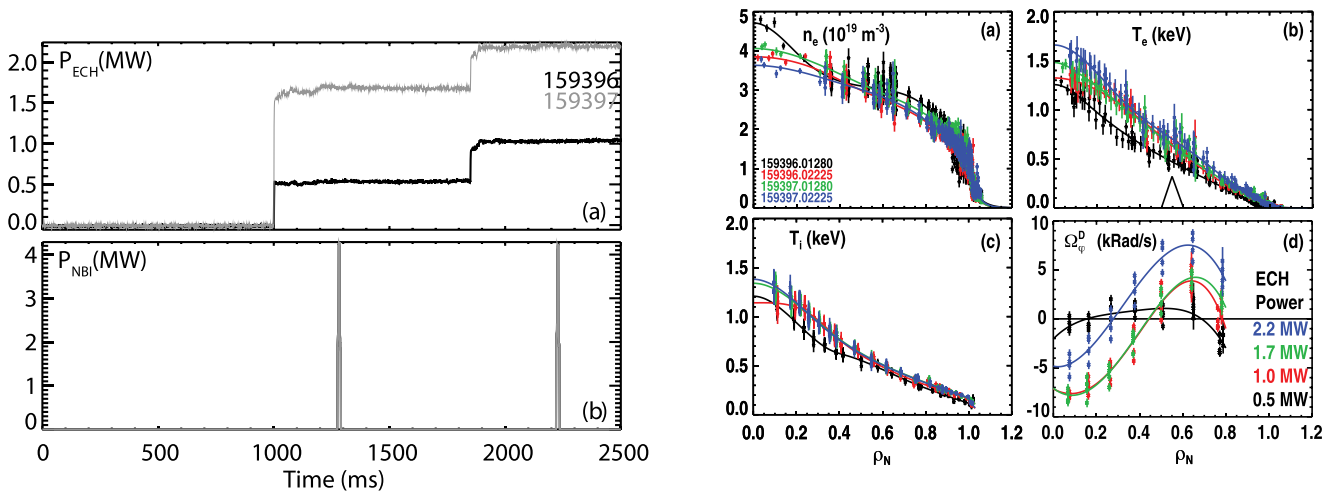 P_ECH(MW)
2.0
1.5
1.0
0.5
0.0
159396
159397
(a)
P_NBI(MW)
4
3
2
1
0
(b)
0
500
1000
1500
2000
2500
Time (ms)
n_e (10^19 m^-3)
(a)
5
4
3
2
1
0
159396.01280
159396.02225
159397.01280
159397.02225
T_e (keV)
(b)
2.0
1.5
1.0
0.5
0.0
T_i (keV)
(c)
2.0
1.5
1.0
0.5
0.0
0.0 0.2 0.4 0.6 0.8 1.0 1.2
ρ_N
Ω_φ^D (kRad/s)
(d)
10
5
0
-5
-10
ECH
Power
2.2 MW
1.7 MW
1.0 MW
0.5 MW
0.0 0.2 0.4 0.6 0.8 1.0 1.2
ρ_N